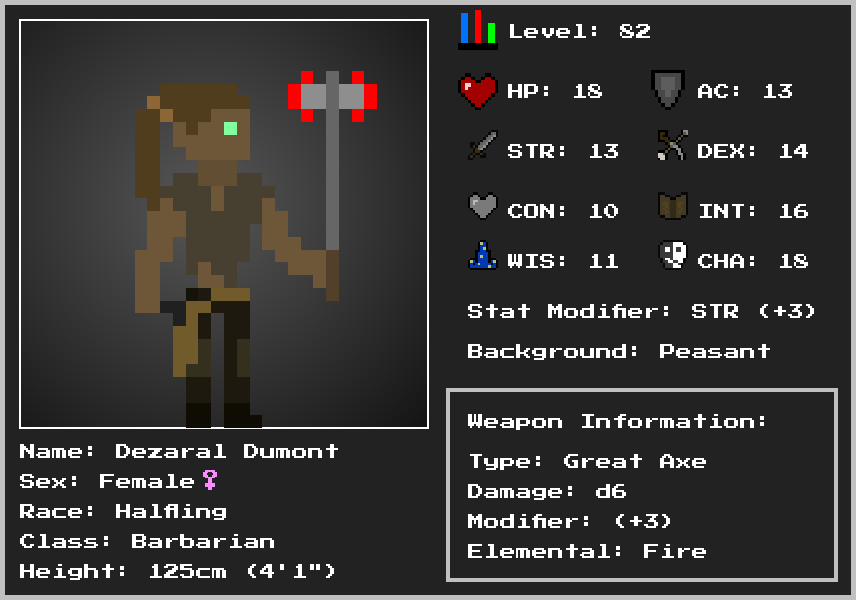 Level: 82
HP: 18
AC: 13
STR: 13
DEX: 14
CON: 10
INT: 16
WIS: 11
CHA: 18
Stat Modifier: STR (+3)
Background: Peasant
Weapon Information:
Type: Great Axe
Damage: d6
Modifier: (+3)
Elemental: Fire
Name: Dezaral Dumont
Sex: Female♀
Race: Halfling
Class: Barbarian
Height: 125cm (4'1")